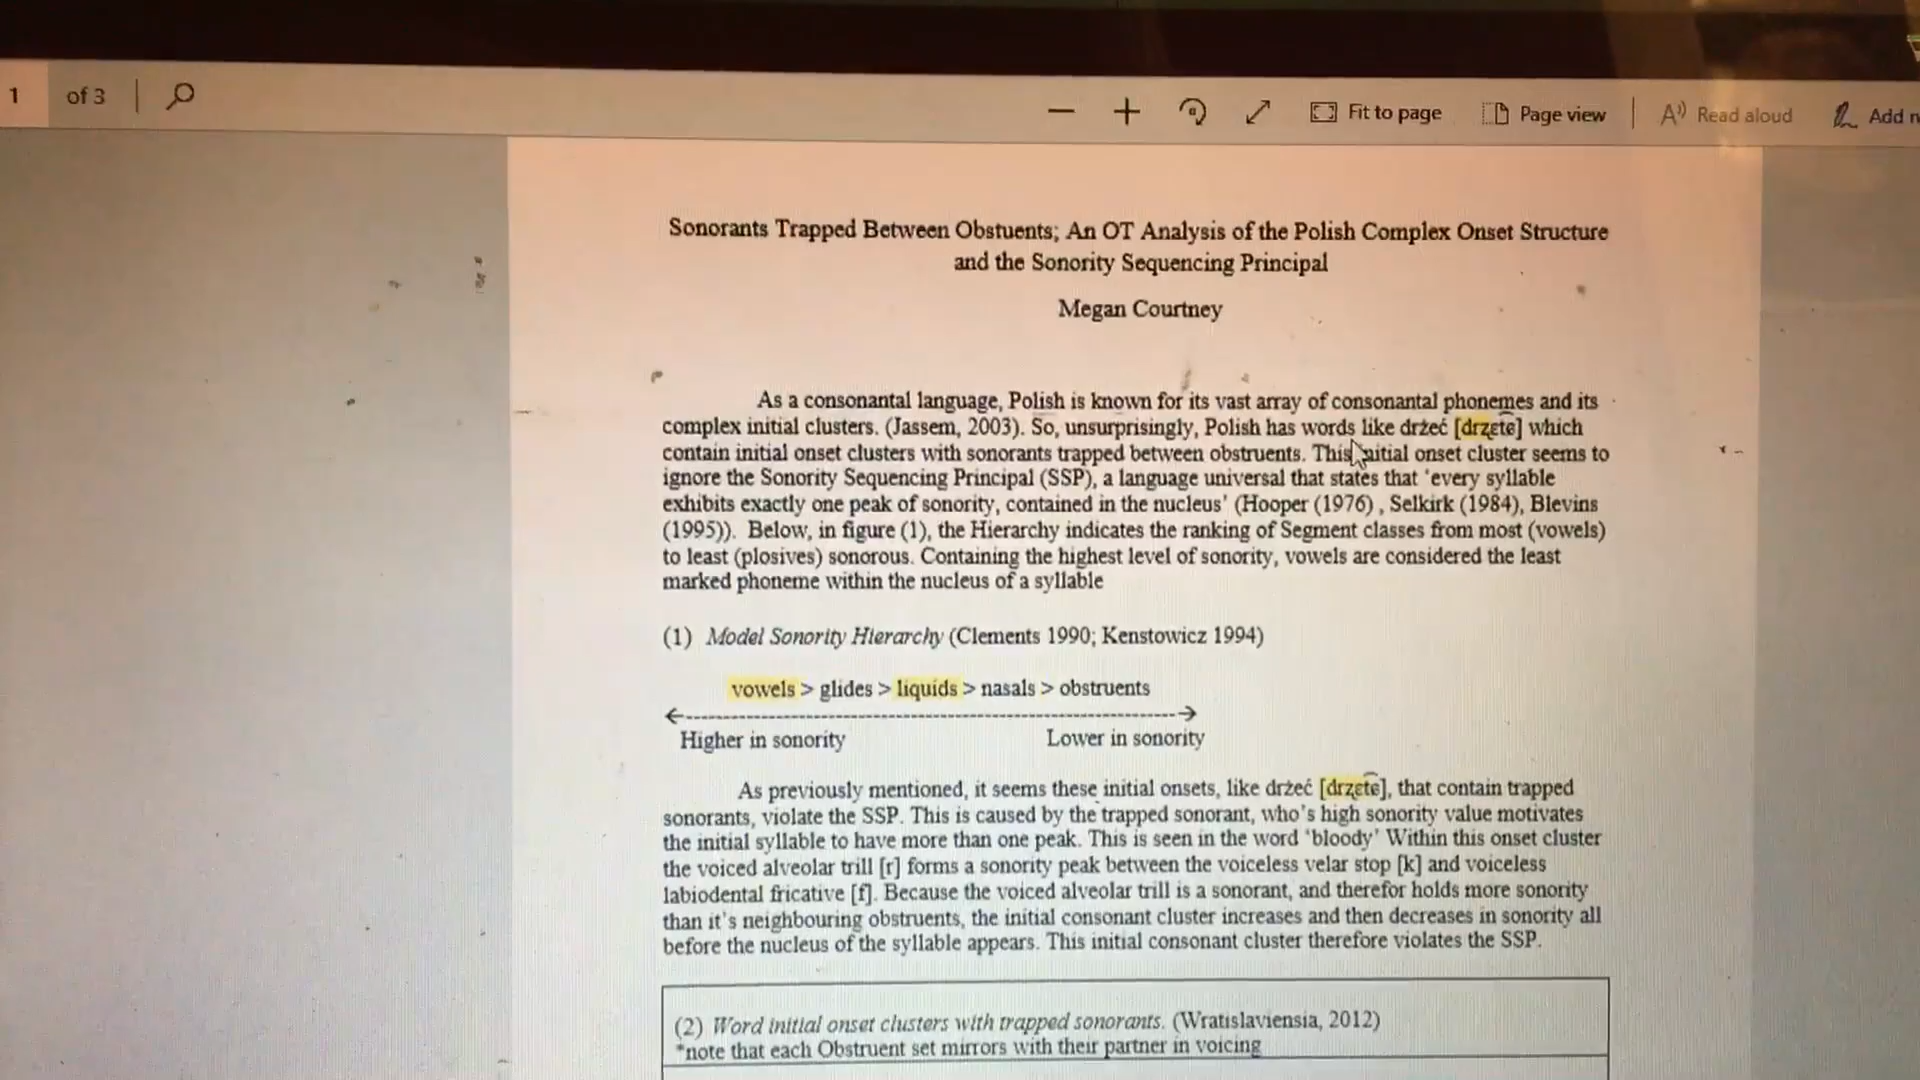 1 of 3 Fit to page Page view Read aloud Add n
Sonorants Trapped Between Obstuents; An OT Analysis of the Polish Complex Onset Structure
and the Sonority Sequencing Principal
Megan Courtney
As a consonantal language, Polish is known for its vast array of consonantal phonemes and its
complex initial clusters. (Jassem, 2003). So, unsurprisingly, Polish has words like drżeć [drʐɛt͡ɕ] which
contain initial onset clusters with sonorants trapped between obstruents. This initial onset cluster seems to
ignore the Sonority Sequencing Principal (SSP), a language universal that states that ‘every syllable
exhibits exactly one peak of sonority, contained in the nucleus’ (Hooper (1976) , Selkirk (1984), Blevins
(1995)). Below, in figure (1), the Hierarchy indicates the ranking of Segment classes from most (vowels)
to least (plosives) sonorous. Containing the highest level of sonority, vowels are considered the least
marked phoneme within the nucleus of a syllable
(1) Model Sonority Hierarchy (Clements 1990; Kenstowicz 1994)
vowels > glides > liquids > nasals > obstruents
Higher in sonority Lower in sonority
As previously mentioned, it seems these initial onsets, like drżeć [drʐɛt͡ɕ], that contain trapped
sonorants, violate the SSP. This is caused by the trapped sonorant, who’s high sonority value motivates
the initial syllable to have more than one peak. This is seen in the word ‘bloody’ Within this onset cluster
the voiced alveolar trill [r] forms a sonority peak between the voiceless velar stop [k] and voiceless
labiodental fricative [f]. Because the voiced alveolar trill is a sonorant, and therefor holds more sonority
than it’s neighbouring obstruents, the initial consonant cluster increases and then decreases in sonority all
before the nucleus of the syllable appears. This initial consonant cluster therefore violates the SSP.
(2) Word initial onset clusters with trapped sonorants. (Wratislaviensia, 2012)
*note that each Obstruent set mirrors with their partner in voicing